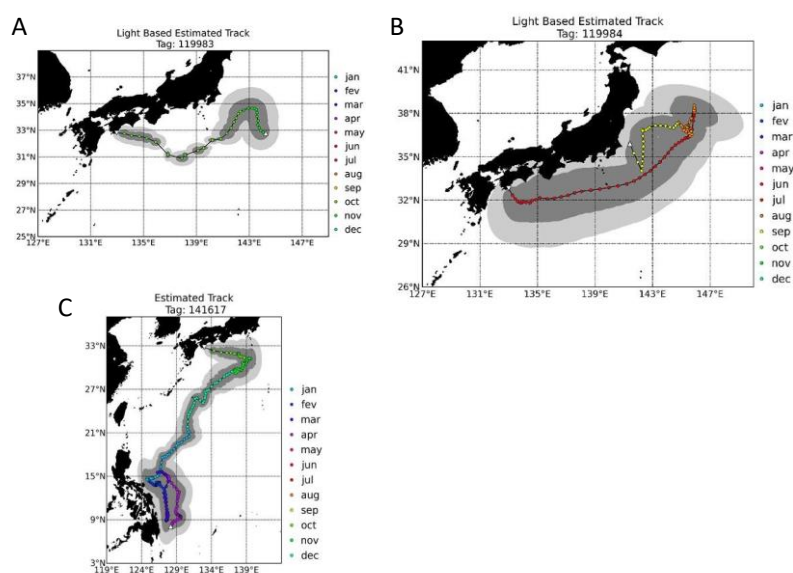 A
Light Based Estimated Track
Tag: 119983
39°N
37°N
35°N
33°N
31°N
29°N
27°N
25°N
127°E 131°E 135°E 139°E 143°E 147°E
jan
fev
mar
apr
may
jun
jul
aug
sep
oct
nov
dec
B
Light Based Estimated Track
Tag: 119984
41°N
38°N
35°N
32°N
29°N
26°N
127°E 131°E 135°E 139°E 143°E 147°E
jan
fev
mar
apr
may
jun
jul
aug
sep
oct
nov
dec
C
Estimated Track
Tag: 141617
33°N
27°N
21°N
15°N
9°N
3°N
119°E 124°E 129°E 134°E 139°E
jan
fev
mar
apr
may
jun
jul
aug
sep
oct
nov
dec